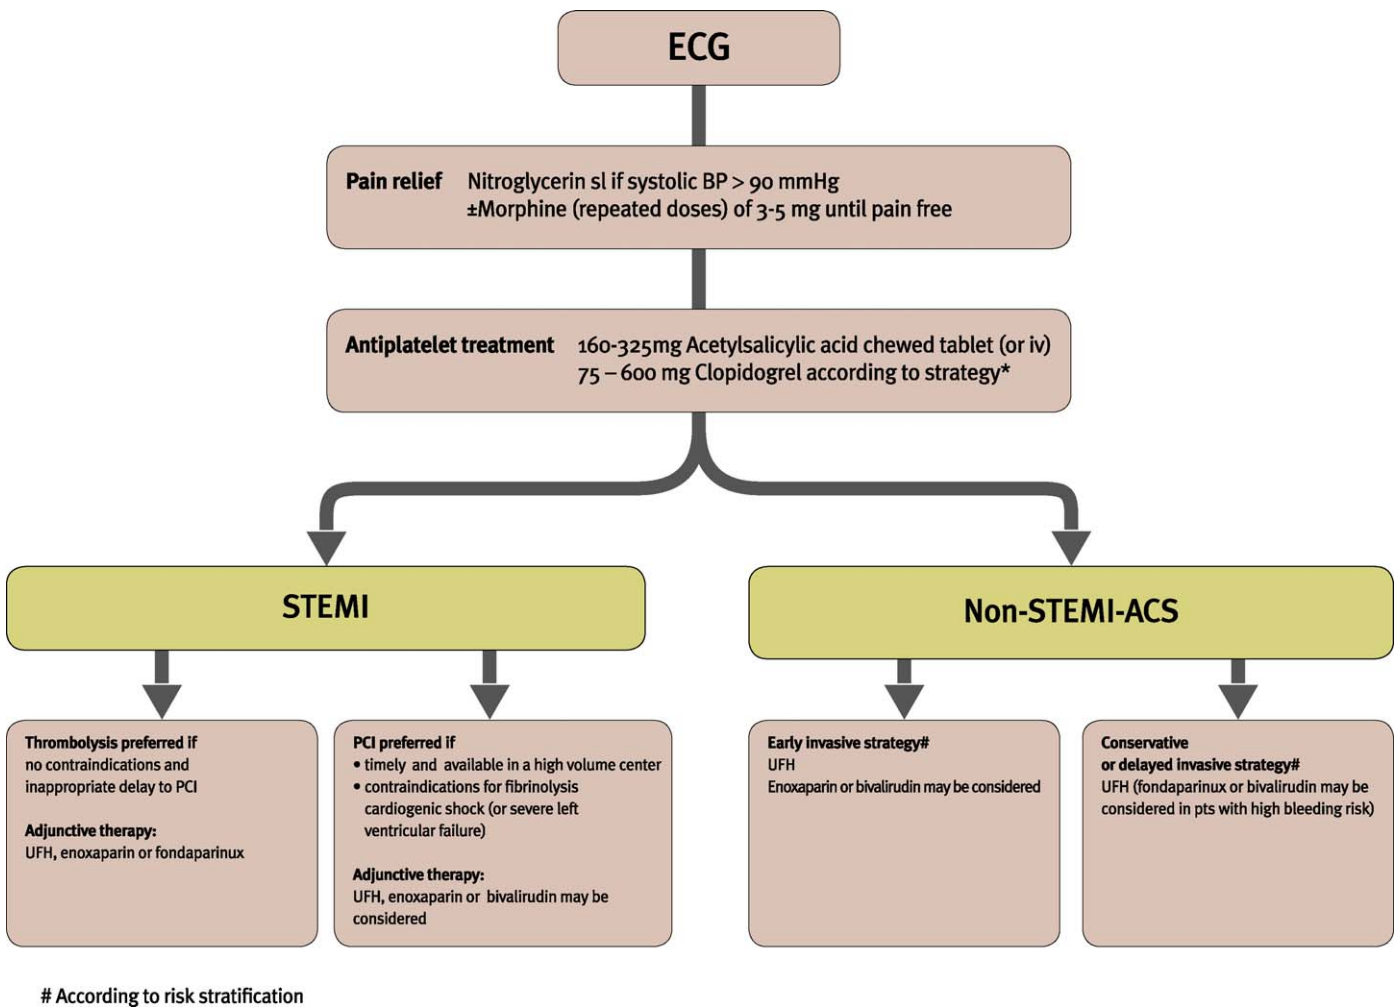 ECG
Pain relief Nitroglycerin sl if systolic BP > 90 mmHg
±Morphine (repeated doses) of 3-5 mg until pain free
Antiplatelet treatment 160-325mg Acetylsalicylic acid chewed tablet (or iv)
75 – 600 mg Clopidogrel according to strategy*
STEMI
Thrombolysis preferred if
no contraindications and
inappropriate delay to PCI
Adjunctive therapy:
UFH, enoxaparin or fondaparinux
PCI preferred if
• timely and available in a high volume center
• contraindications for fibrinolysis
cardiogenic shock (or severe left
ventricular failure)
Adjunctive therapy:
UFH, enoxaparin or bivalirudin may be
considered
Non-STEMI-ACS
Early invasive strategy#
UFH
Enoxaparin or bivalirudin may be considered
Conservative
or delayed invasive strategy#
UFH (fondaparinux or bivalirudin may be
considered in pts with high bleeding risk)
# According to risk stratification